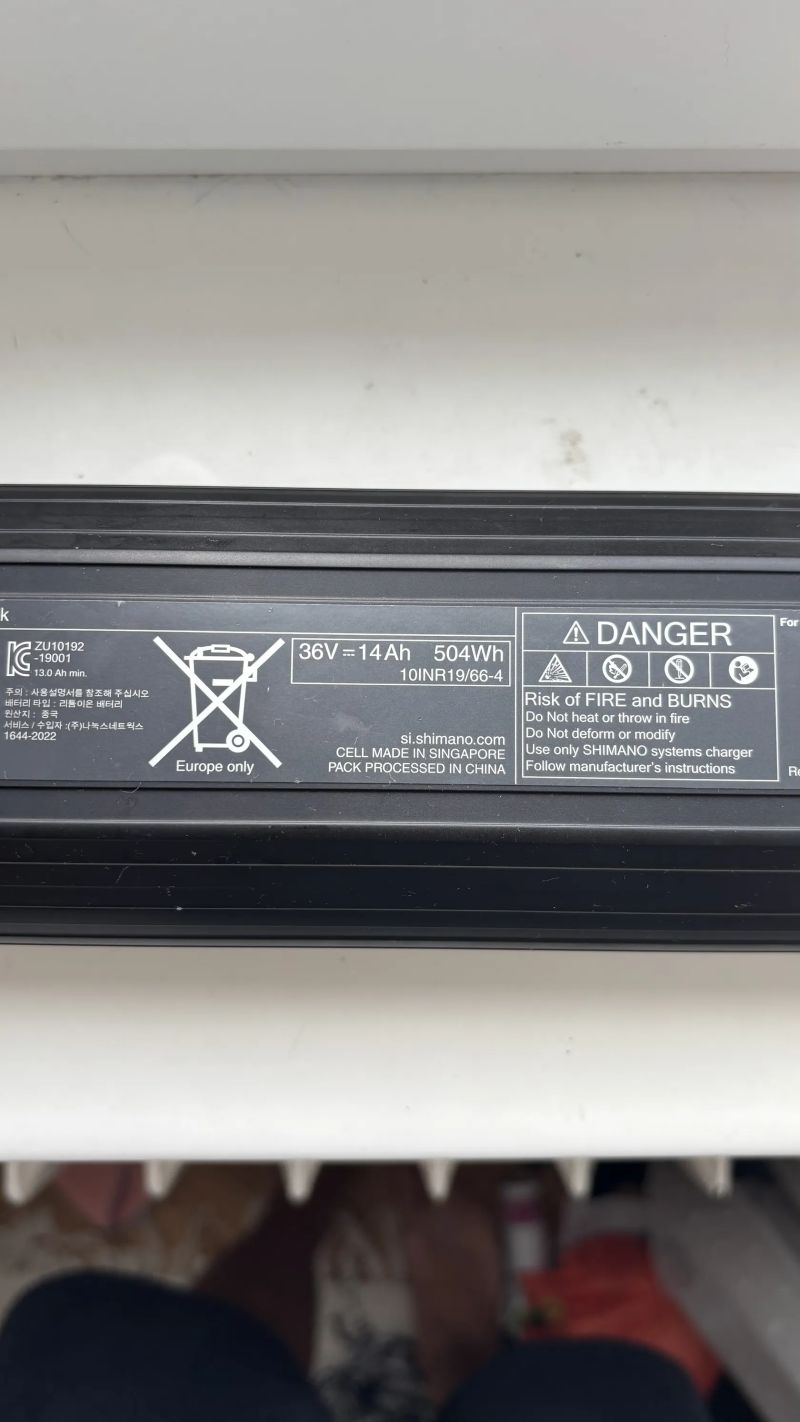 k
ZU10192
-19001
13.0 Ah min.
주의 : 사용설명서를 참조해 주십시오
배터리 타입 : 리튬이온 배터리
원산지 : 중국
서비스 / 수입자 :(주)나눅스네트웍스
1644-2022
Europe only
36V ⎓ 14Ah 504Wh
10INR19/66-4
si.shimano.com
CELL MADE IN SINGAPORE
PACK PROCESSED IN CHINA
⚠ DANGER
Risk of FIRE and BURNS
Do Not heat or throw in fire
Do Not deform or modify
Use only SHIMANO systems charger
Follow manufacturer's instructions
For
Re